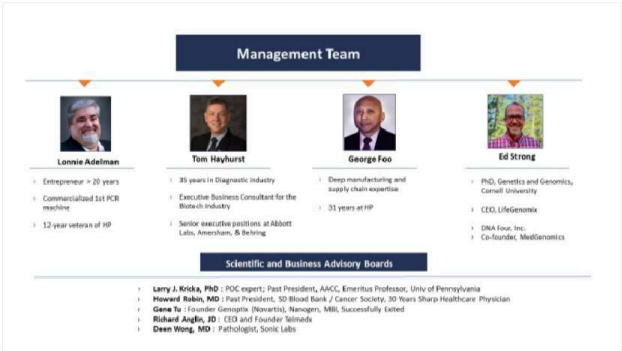 Management Team
Lonnie Adelman
Entrepreneur > 20 years
Commercialized 1st PCR
machine
12-year veteran of HP
Tom Hayhurst
35 years in Diagnostic Industry
Executive Business Consultant for the
Biotech Industry
Senior executive positions at Abbott
Labs, Amersham, & Behring
George Foo
Deep manufacturing and
supply chain expertise
31 years at HP
Ed Strong
PhD, Genetics and Genomics,
Cornell University
CEO, LifeGenomix
DNA Four, Inc.
Co-founder, MedGenomics
Scientific and Business Advisory Boards
Larry J. Kricka, PhD : POC expert; Past President, AACC, Emeritus Professor, Univ of Pennsylvania
Howard Robin, MD : Past President, SD Blood Bank / Cancer Society, 30 Years Sharp Healthcare Physician
Gene Tu : Founder Genoptix (Novartis), Nanogen, MBI, Successfully Exited
Richard Anglin, JD : CEO and Founder Telmedx
Deen Wong, MD : Pathologist, Sonic Labs